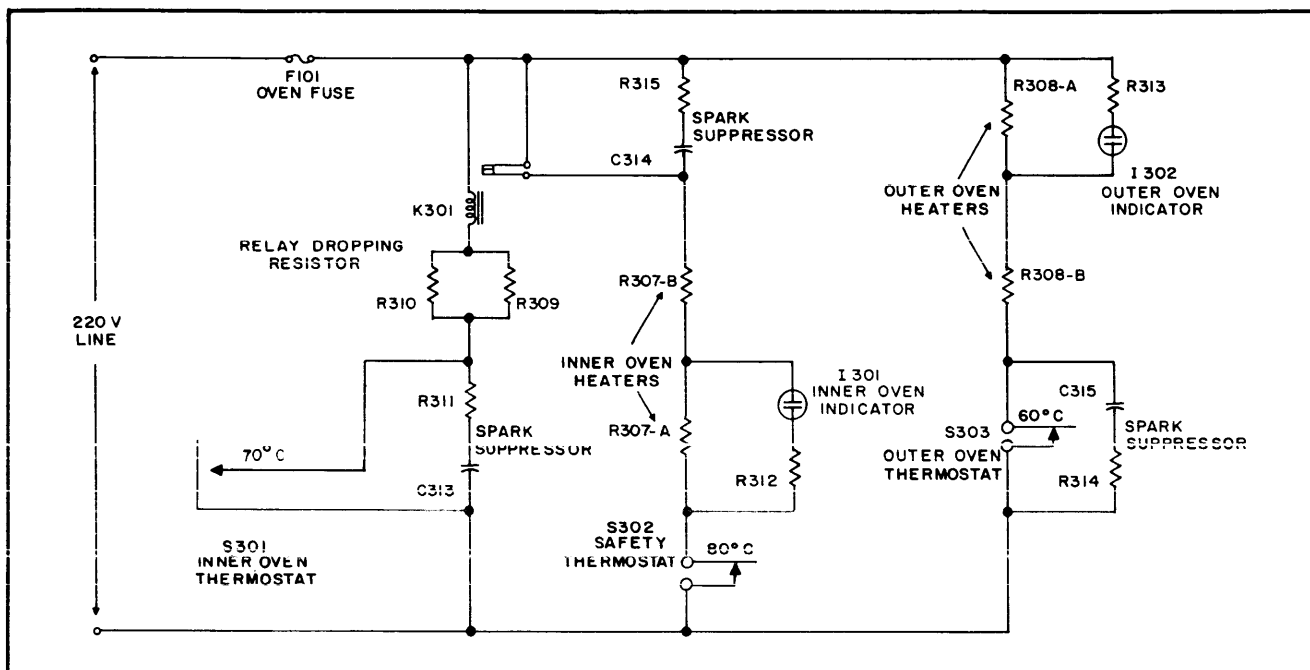 F101
OVEN FUSE
R315
SPARK
SUPPRESSOR
C314
K301
RELAY DROPPING
RESISTOR
R310
R309
220 V
LINE
R311
SPARK
SUPPRESSOR
C313
70°C
S301
INNER OVEN
THERMOSTAT
R307-B
INNER OVEN
HEATERS
R307-A
I 301
INNER OVEN
INDICATOR
R312
S302
SAFETY
THERMOSTAT
80°C
R308-A
R313
I 302
OUTER OVEN
INDICATOR
OUTER OVEN
HEATERS
R308-B
C315
SPARK
SUPPRESSOR
60°C
S303
OUTER OVEN
THERMOSTAT
R314